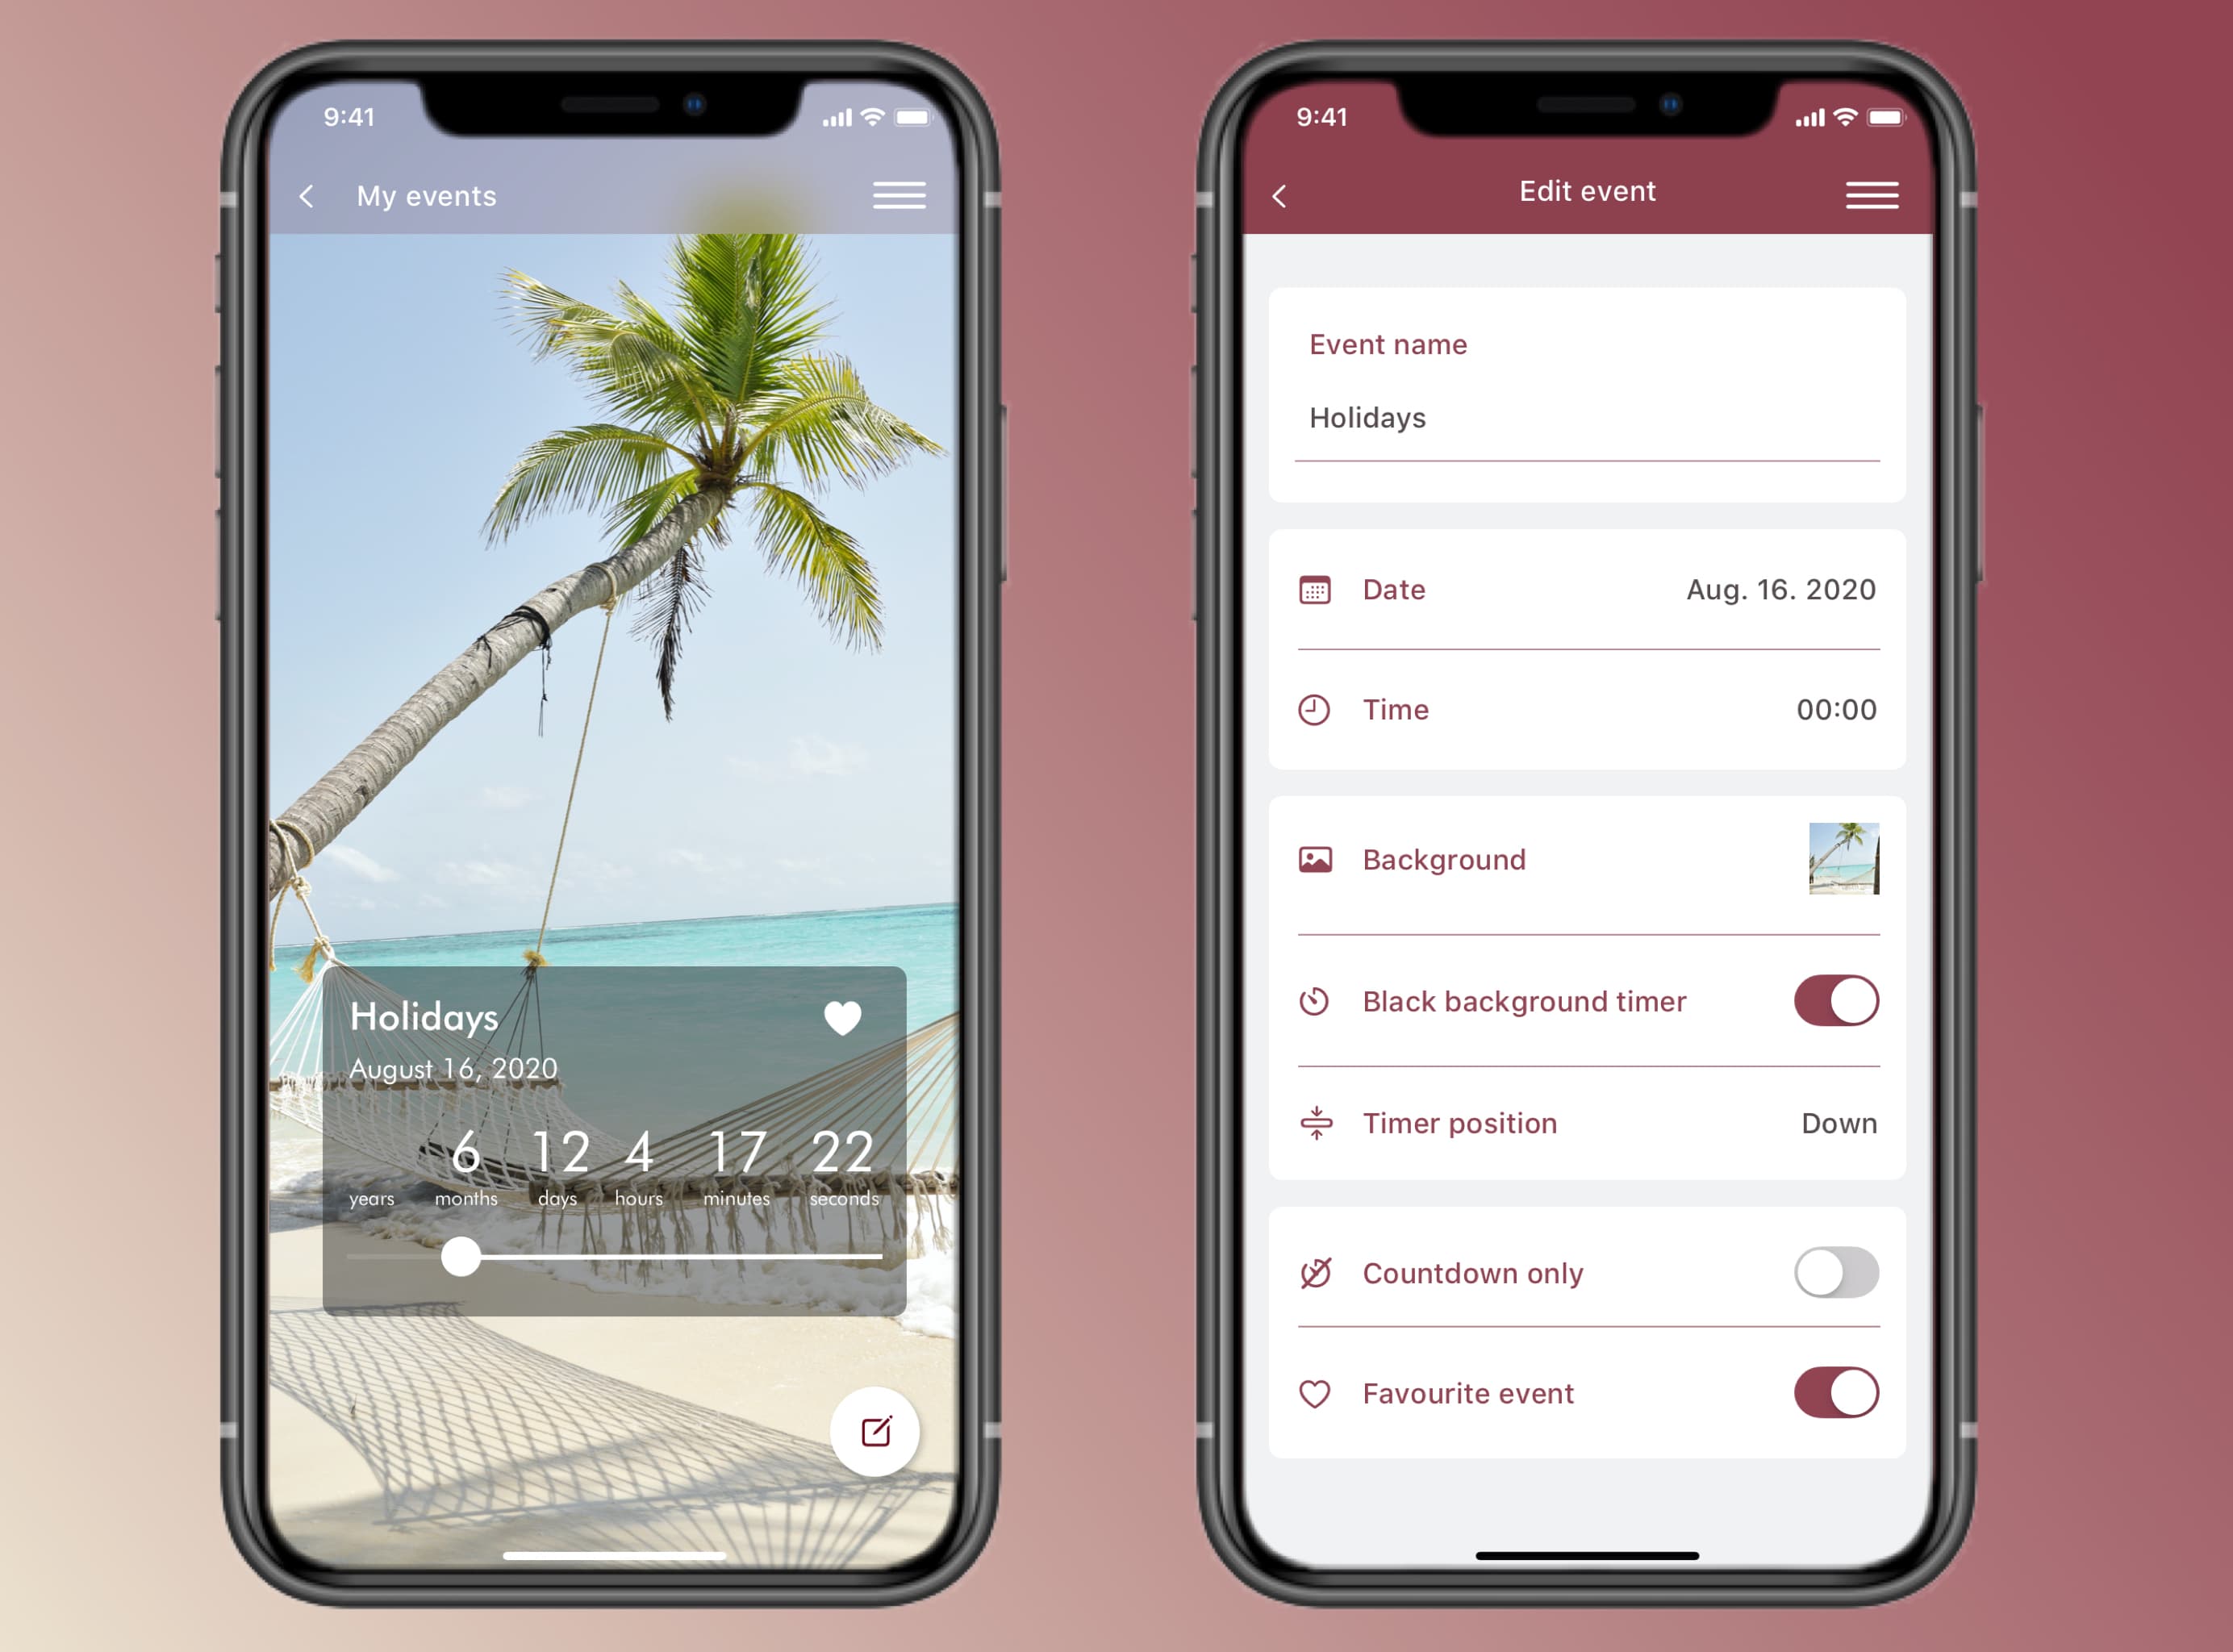 9:41
My events
Holidays
August 16, 2020
6 12 4 17 22
years months days hours minutes seconds
9:41
Edit event
Event name
Holidays
Date Aug. 16. 2020
Time 00:00
Background
Black background timer
Timer position Down
Countdown only
Favourite event